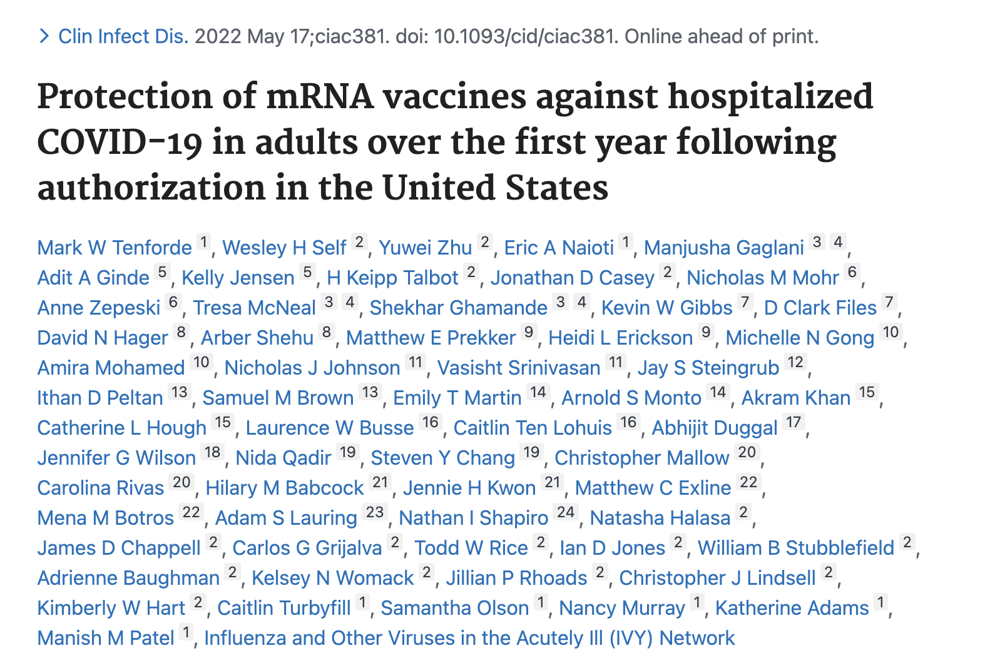 > Clin Infect Dis. 2022 May 17;ciac381. doi: 10.1093/cid/ciac381. Online ahead of print.
Protection of mRNA vaccines against hospitalized
COVID-19 in adults over the first year following
authorization in the United States
Mark W Tenforde 1, Wesley H Self 2, Yuwei Zhu 2, Eric A Naioti 1, Manjusha Gaglani 3 4,
Adit A Ginde 5, Kelly Jensen 5, H Keipp Talbot 2, Jonathan D Casey 2, Nicholas M Mohr 6,
Anne Zepeski 6, Tresa McNeal 3 4, Shekhar Ghamande 3 4, Kevin W Gibbs 7, D Clark Files 7,
David N Hager 8, Arber Shehu 8, Matthew E Prekker 9, Heidi L Erickson 9, Michelle N Gong 10,
Amira Mohamed 10, Nicholas J Johnson 11, Vasisht Srinivasan 11, Jay S Steingrub 12,
Ithan D Peltan 13, Samuel M Brown 13, Emily T Martin 14, Arnold S Monto 14, Akram Khan 15,
Catherine L Hough 15, Laurence W Busse 16, Caitlin Ten Lohuis 16, Abhijit Duggal 17,
Jennifer G Wilson 18, Nida Qadir 19, Steven Y Chang 19, Christopher Mallow 20,
Carolina Rivas 20, Hilary M Babcock 21, Jennie H Kwon 21, Matthew C Exline 22,
Mena M Botros 22, Adam S Lauring 23, Nathan I Shapiro 24, Natasha Halasa 2,
James D Chappell 2, Carlos G Grijalva 2, Todd W Rice 2, Ian D Jones 2, William B Stubblefield 2,
Adrienne Baughman 2, Kelsey N Womack 2, Jillian P Rhoads 2, Christopher J Lindsell 2,
Kimberly W Hart 2, Caitlin Turbyfill 1, Samantha Olson 1, Nancy Murray 1, Katherine Adams 1,
Manish M Patel 1, Influenza and Other Viruses in the Acutely Ill (IVY) Network